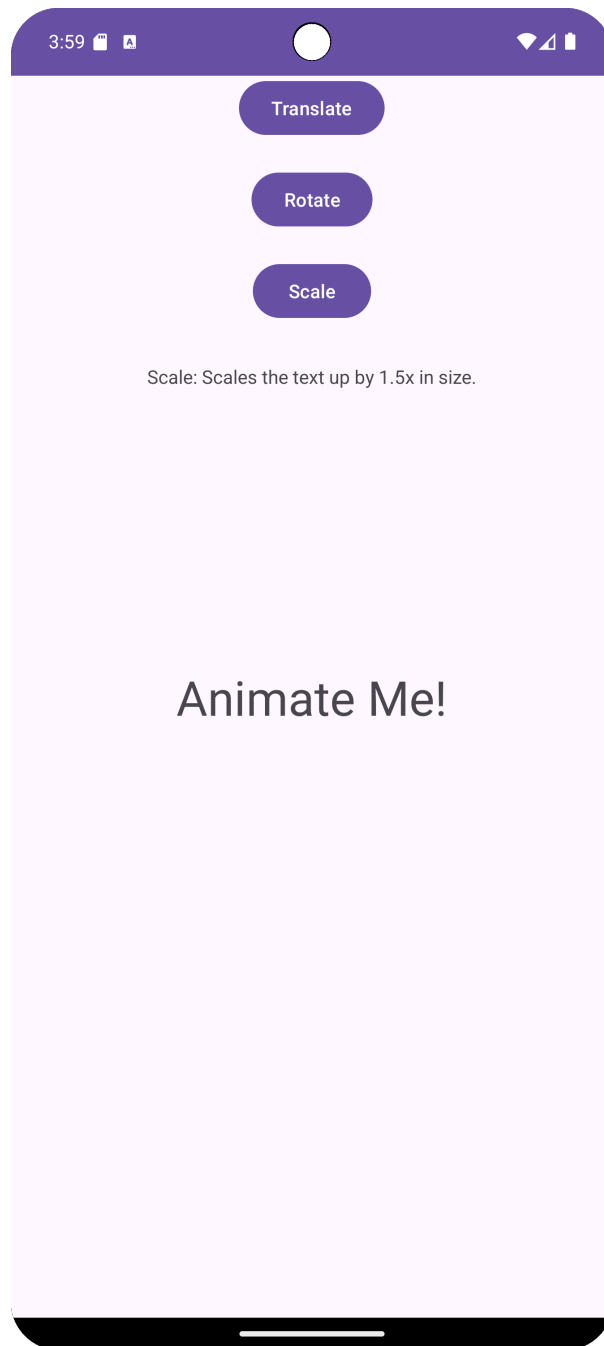 3:59
Translate
Rotate
Scale
Scale: Scales the text up by 1.5x in size.
Animate Me!